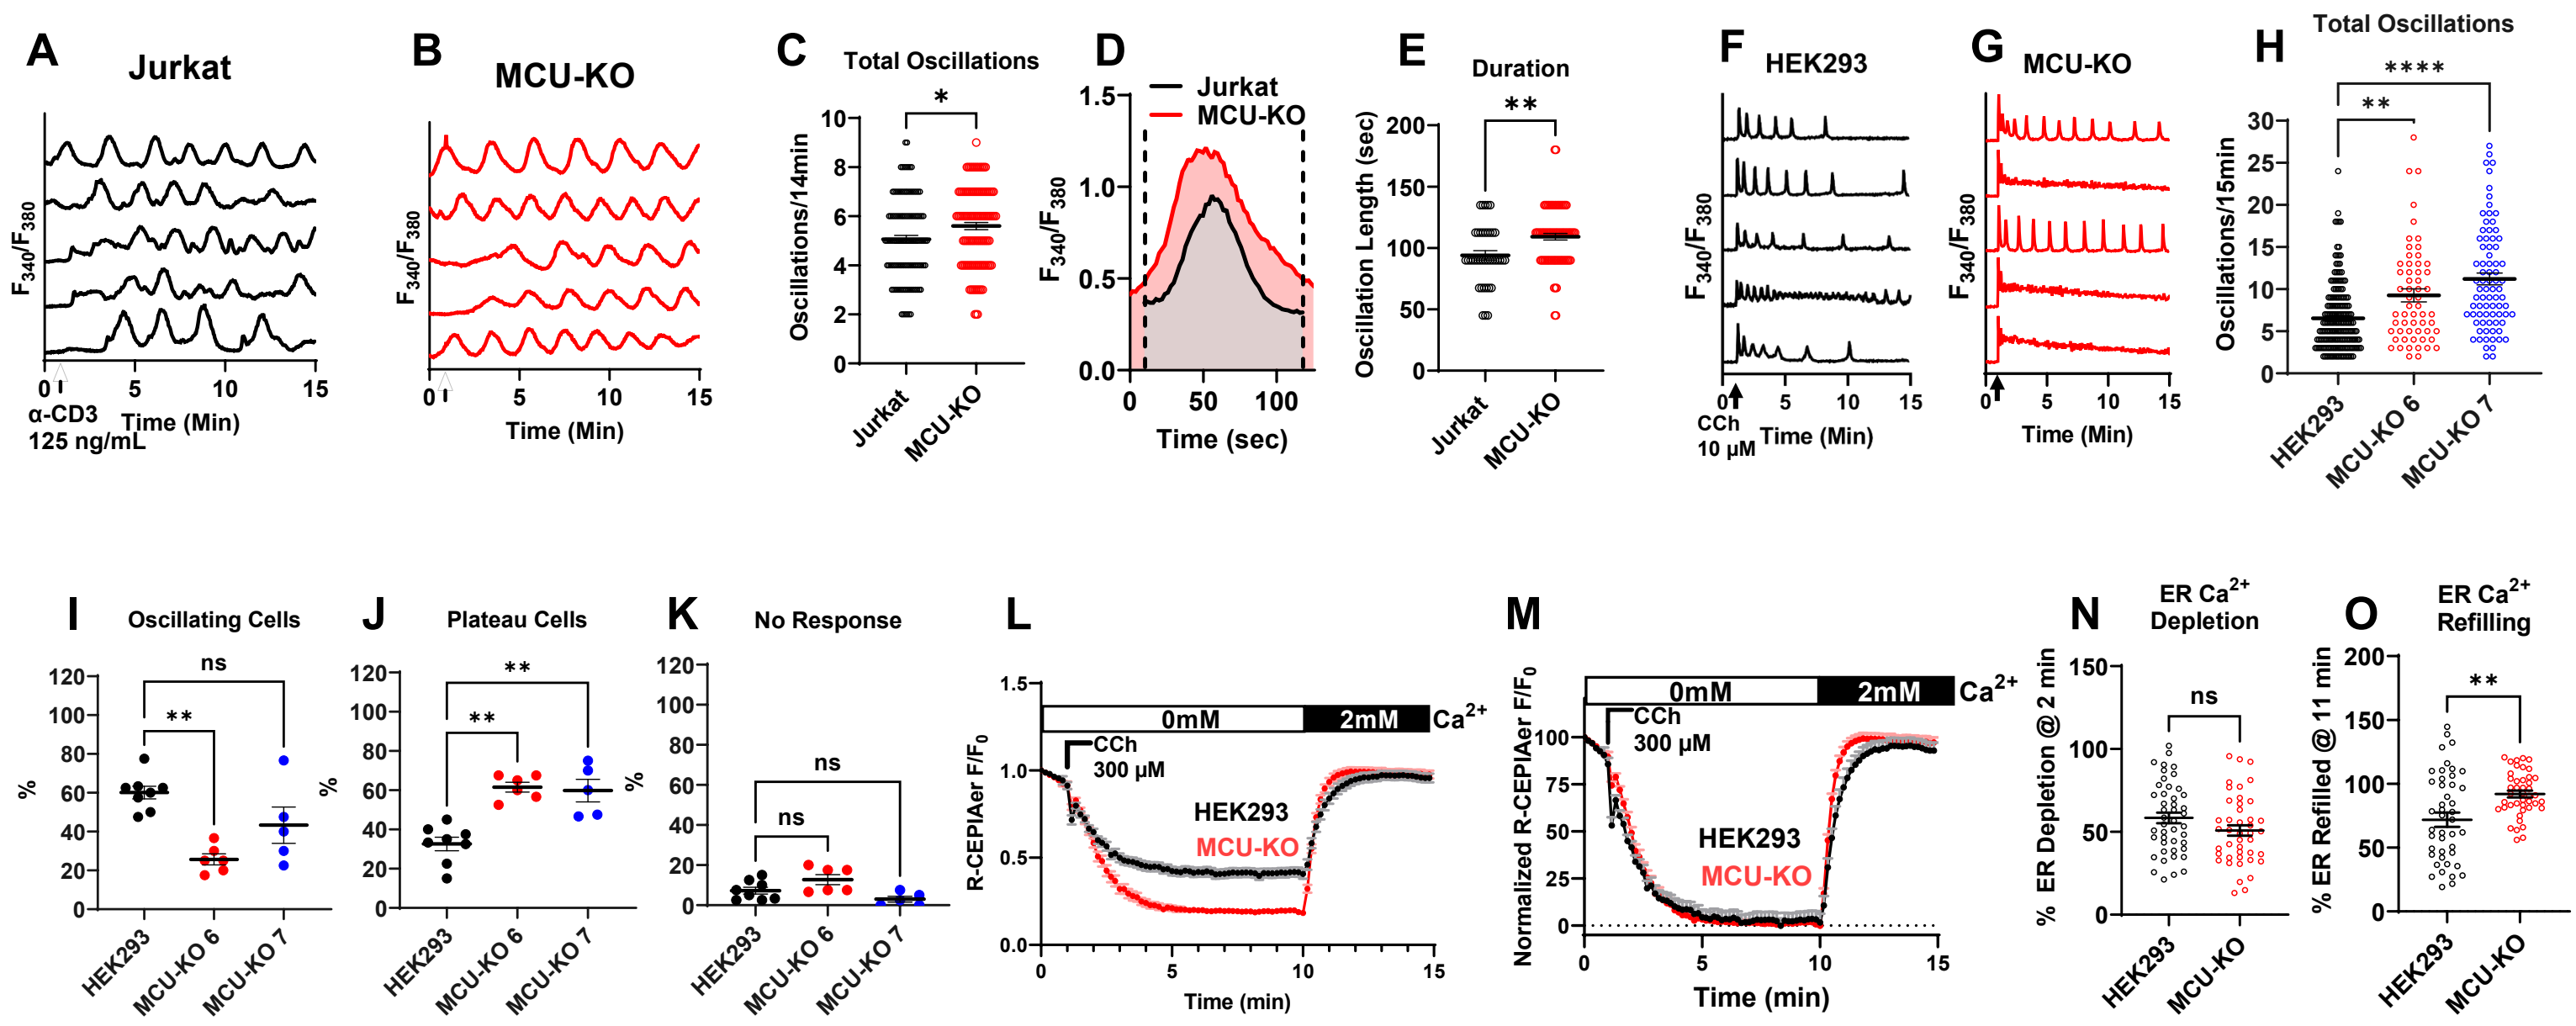 A
Jurkat
F340/F380
0 5 10 15
α-CD3
125 ng/mL
Time (Min)
B
MCU-KO
F340/F380
0 5 10 15
Time (Min)
C
Total Oscillations
*
Oscillations/14min
10
8
6
4
2
0
Jurkat
MCU-KO
D
Jurkat
MCU-KO
F340/F380
1.5
1.0
0.5
0.0
0 50 100
Time (sec)
E
Duration
**
Oscillation Length (sec)
200
150
100
50
0
Jurkat
MCU-KO
F
HEK293
F340/F380
0 5 10 15
CCh
10 µM
Time (Min)
G
MCU-KO
F340/F380
0 5 10 15
Time (Min)
H
Total Oscillations
****
**
Oscillations/15min
30
25
20
15
10
5
0
HEK293
MCU-KO 6
MCU-KO 7
I
Oscillating Cells
ns
**
%
120
100
80
60
40
20
0
HEK293
MCU-KO 6
MCU-KO 7
J
Plateau Cells
**
**
%
120
100
80
60
40
20
0
HEK293
MCU-KO 6
MCU-KO 7
K
No Response
ns
ns
%
120
100
80
60
40
20
0
HEK293
MCU-KO 6
MCU-KO 7
L
R-CEPIAer F/F0
1.5
1.0
0.5
0.0
0mM 2mM Ca2+
CCh
300 µM
HEK293
MCU-KO
0 5 10 15
Time (min)
M
Normalized R-CEPIAer F/F0
100
75
50
25
0
0mM 2mM Ca2+
CCh
300 µM
HEK293
MCU-KO
0 5 10 15
Time (min)
N
ER Ca2+
Depletion
ns
% ER Depletion @ 2 min
150
100
50
0
HEK293
MCU-KO
O
ER Ca2+
Refilling
**
% ER Refilled @ 11 min
200
150
100
50
0
HEK293
MCU-KO